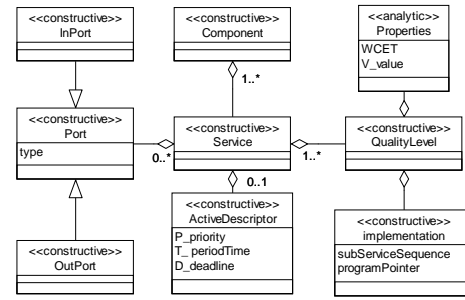 <<constructive>>
InPort
<<constructive>>
Component
<<analytic>>
Properties
WCET
V_value
1..*
<<constructive>>
Port
type
0..*
<<constructive>>
Service
1..*
<<constructive>>
QualityLevel
0..1
<<constructive>>
OutPort
<<constructive>>
ActiveDescriptor
P_priority
T_ periodTime
D_deadline
<<constructive>>
implementation
subServiceSequence
programPointer